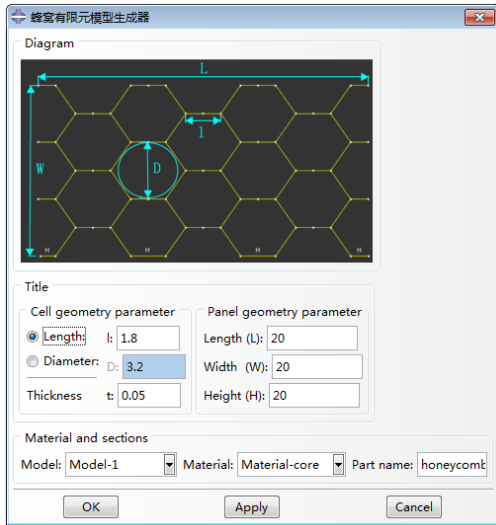 蜂窝有限元模型生成器
Diagram
L
l
W
D
H H H H
Title
Cell geometry parameter
Panel geometry parameter
Length: l: 1.8
Length (L): 20
Diameter: D: 3.2
Width (W): 20
Thickness t: 0.05
Height (H): 20
Material and sections
Model: Model-1 Material: Material-core Part name: honeycomb
OK Apply Cancel